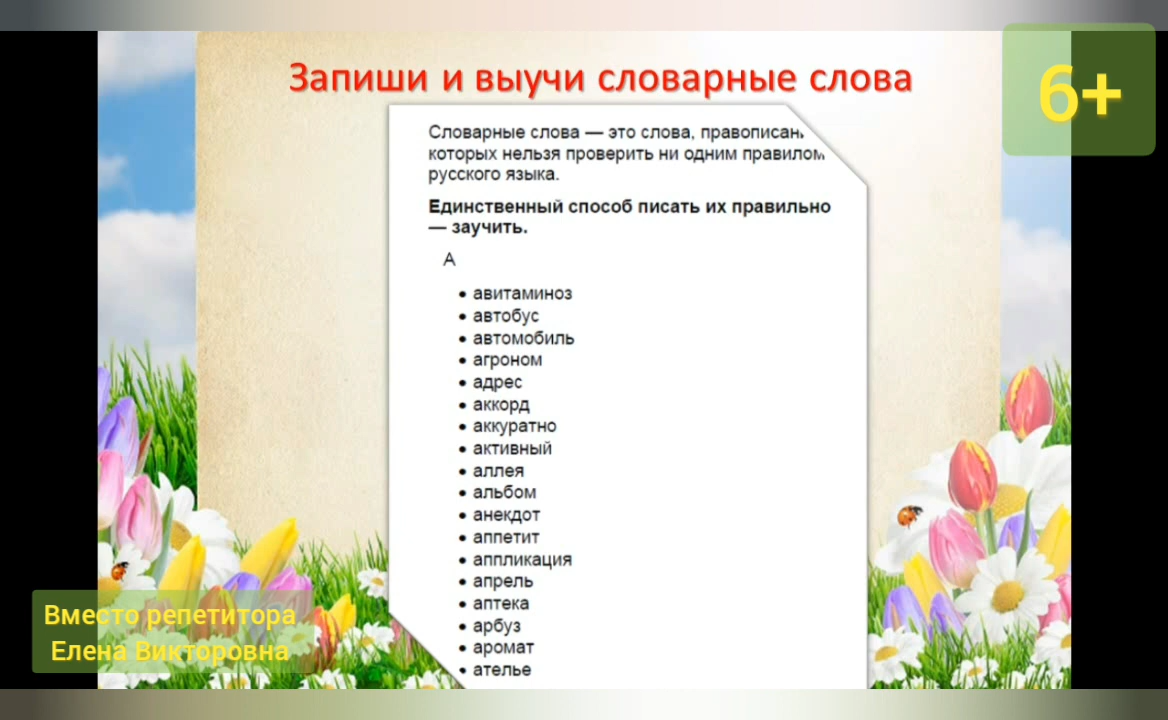 Запиши и выучи словарные слова
6+
Словарные слова — это слова,
которых нельзя проверить ни одним правилом
русского языка.
Единственный способ писать их правильно
— заучить.
А
• авитаминоз
• автобус
• автомобиль
• агроном
• адрес
• аккорд
• аккуратно
• активный
• аллея
• альбом
• анекдот
• аппетит
• аппликация
• апрель
• аптека
• арбуз
• аромат
• ателье
Вместо репетитора
Елена Викторовна